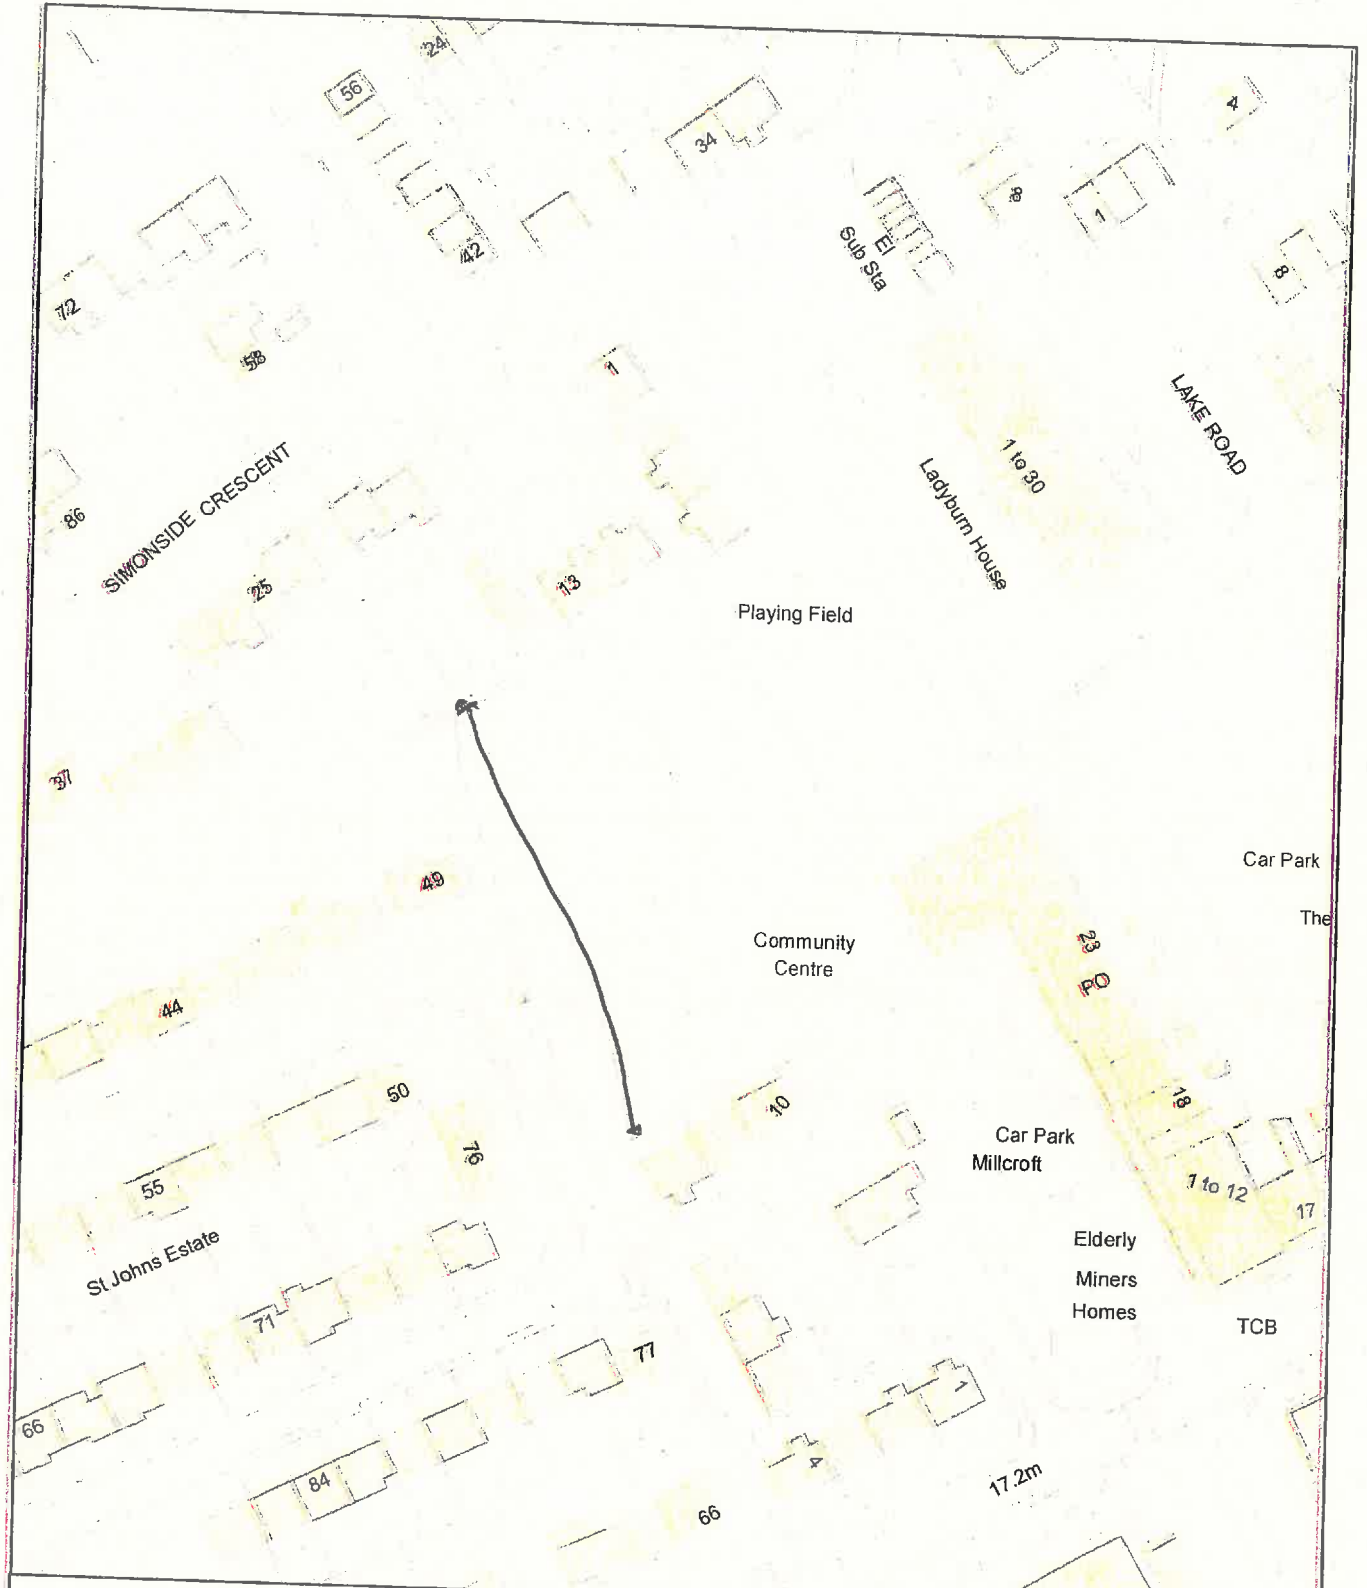 24
56
4
34
8
1
42
El
Sub Sta
8
72
58
1
LAKE ROAD
1 to 30
SIMONSIDE CRESCENT
Ladyburn House
86
25
13
Playing Field
37
Car Park
49
The
23
Community
Centre
PO
44
50
10
18
Car Park
76
Millcroft
55
1 to 12
17
St Johns Estate
Elderly
Miners
Homes
71
TCB
77
1
66
4
84
17.2m
66